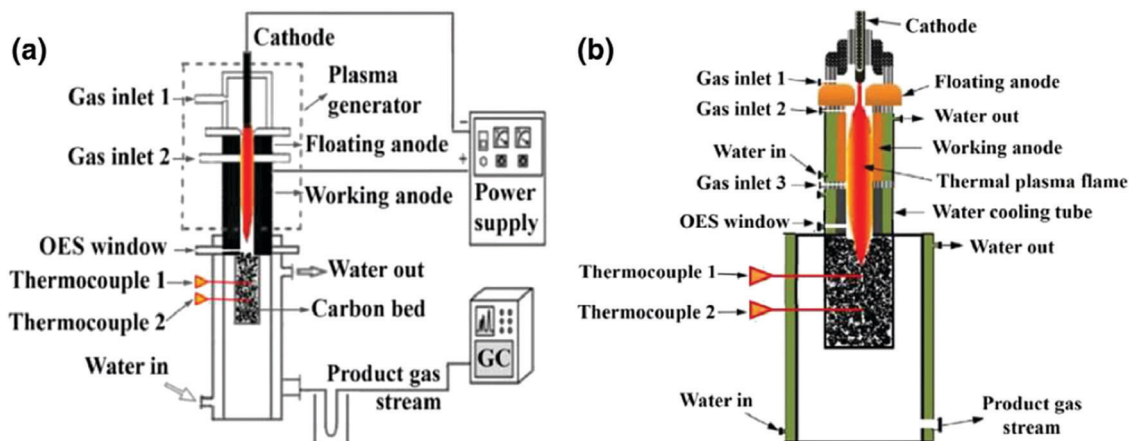 (a)
Cathode
Gas inlet 1
Plasma
generator
Gas inlet 2
Floating anode
Working anode
-
+
Power
supply
OES window
Thermocouple 1
Water out
Thermocouple 2
Carbon bed
Water in
Product gas
stream
GC
(b)
Cathode
Gas inlet 1
Floating anode
Gas inlet 2
Water out
Water in
Working anode
Gas inlet 3
Thermal plasma flame
OES window
Water cooling tube
Water out
Thermocouple 1
Thermocouple 2
Water in
Product gas
stream